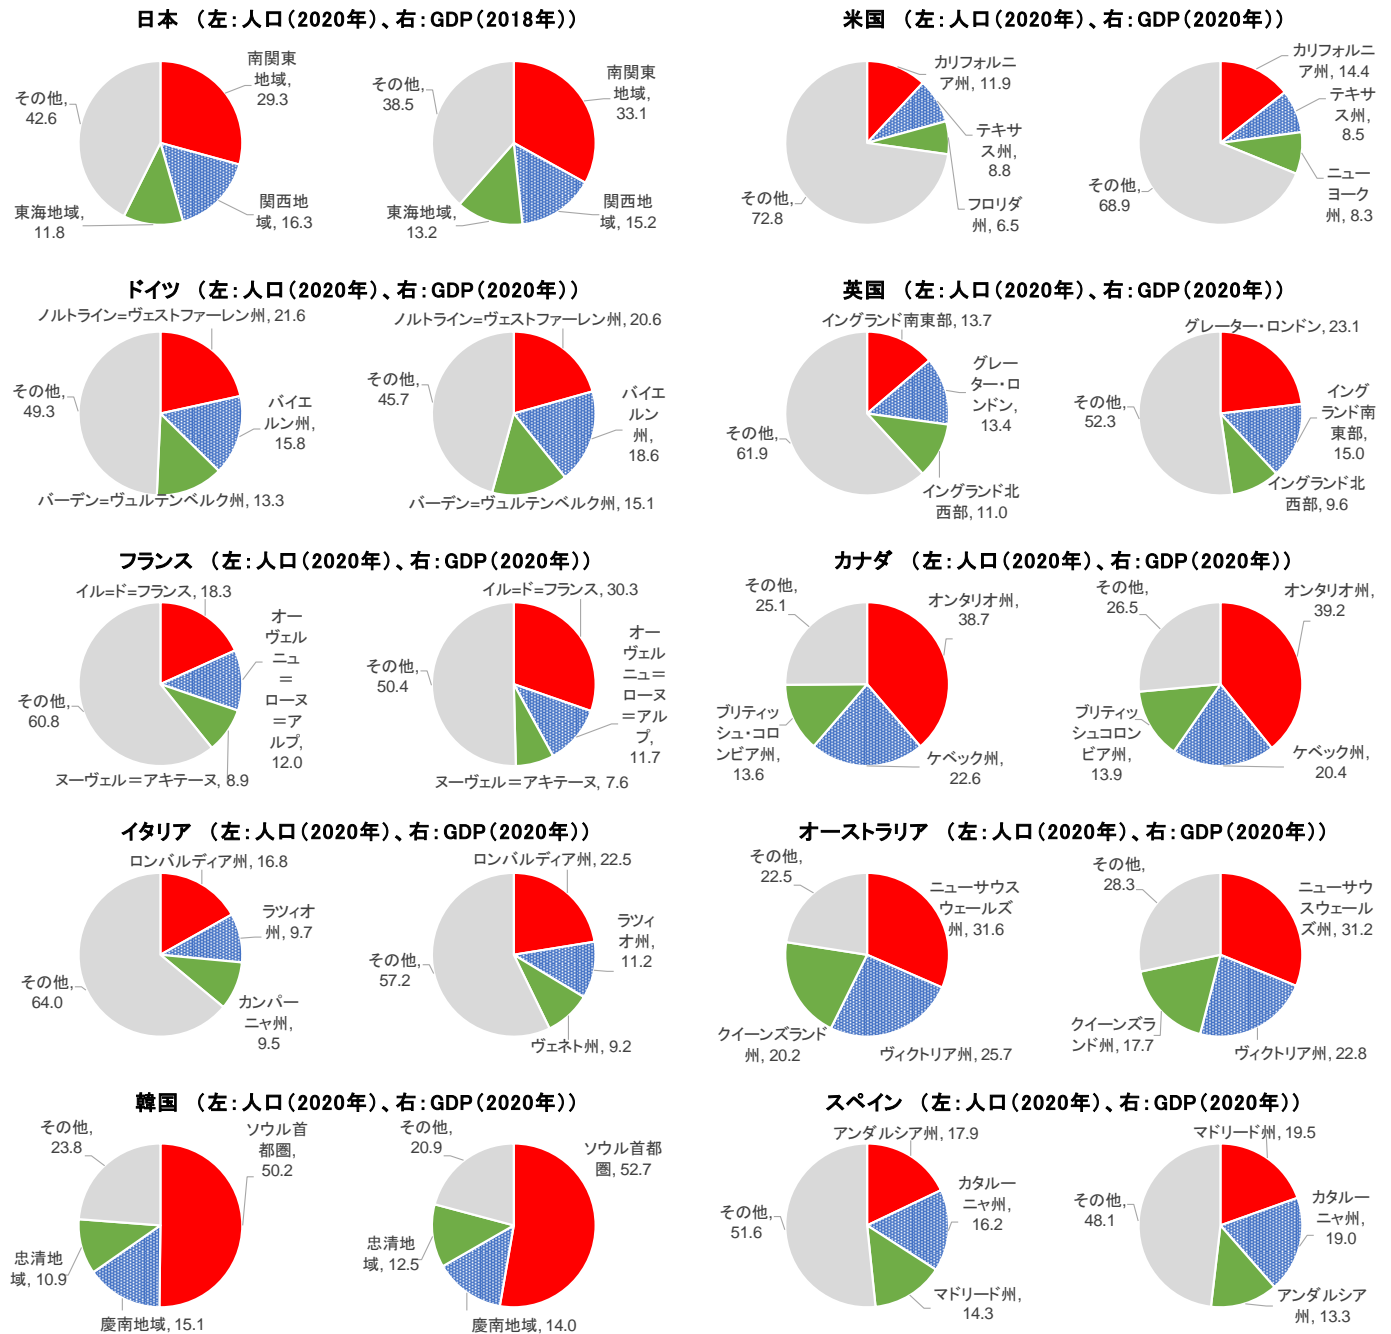 日本　（左：人口（2020年）、右：GDP（2018年））
南関東
地域,
29.3
関西地
域, 16.3
東海地域,
11.8
その他,
42.6
南関東
地域,
33.1
関西地
域, 15.2
東海地域,
13.2
その他,
38.5
米国　（左：人口（2020年）、右：GDP（2020年））
カリフォルニ
ア州, 11.9
テキサ
ス州,
8.8
フロリダ
州, 6.5
その他,
72.8
カリフォルニ
ア州, 14.4
テキサ
ス州,
8.5
ニュー
ヨーク
州, 8.3
その他,
68.9
ドイツ　（左：人口（2020年）、右：GDP（2020年））
ノルトライン=ヴェストファーレン州, 21.6
バイエ
ルン州,
15.8
バーデン=ヴュルテンベルク州, 13.3
その他,
49.3
ノルトライン=ヴェストファーレン州, 20.6
バイエ
ルン
州,
18.6
バーデン=ヴュルテンベルク州, 15.1
その他,
45.7
英国　（左：人口（2020年）、右：GDP（2020年））
イングランド南東部, 13.7
グレー
ター・ロ
ンドン,
13.4
イングランド北
西部, 11.0
その他,
61.9
グレーター・ロンドン, 23.1
イング
ランド南
東部,
15.0
イングランド北
西部, 9.6
その他,
52.3
フランス　（左：人口（2020年）、右：GDP（2020年））
イル=ド=フランス, 18.3
オー
ヴェル
ニュ
＝
ローヌ
＝ア
ルプ,
12.0
ヌーヴェル＝アキテーヌ, 8.9
その他,
60.8
イル=ド=フランス, 30.3
オー
ヴェル
ニュ＝
ローヌ
＝アル
プ,
11.7
ヌーヴェル＝アキテーヌ, 7.6
その他,
50.4
カナダ　（左：人口（2020年）、右：GDP（2020年））
オンタリオ州,
38.7
ケベック州,
22.6
ブリティッ
シュ・コロ
ンビア州,
13.6
その他,
25.1
オンタリオ州,
39.2
ケベック州,
20.4
ブリティッ
シュコロン
ビア州,
13.9
その他,
26.5
イタリア　（左：人口（2020年）、右：GDP（2020年））
ロンバルディア州, 16.8
ラツィオ
州, 9.7
カンパー
ニャ州,
9.5
その他,
64.0
ロンバルディア州, 22.5
ラツィ
オ州,
11.2
ヴェネト州, 9.2
その他,
57.2
オーストラリア　（左：人口（2020年）、右：GDP（2020年））
ニューサウス
ウェールズ
州, 31.6
ヴィクトリア州, 25.7
クイーンズランド
州, 20.2
その他,
22.5
ニューサウ
スウェール
ズ州, 31.2
ヴィクトリア州, 22.8
クイーンズラ
ンド州, 17.7
その他,
28.3
韓国　（左：人口（2020年）、右：GDP（2020年））
ソウル首
都圏,
50.2
慶南地域, 15.1
忠清地
域, 10.9
その他,
23.8
ソウル首都
圏, 52.7
慶南地域, 14.0
忠清地
域, 12.5
その他,
20.9
スペイン　（左：人口（2020年）、右：GDP（2020年））
アンダルシア州, 17.9
カタルー
ニャ州,
16.2
マドリード州,
14.3
その他,
51.6
マドリード州, 19.5
カタルー
ニャ州,
19.0
アンダルシア
州, 13.3
その他,
48.1